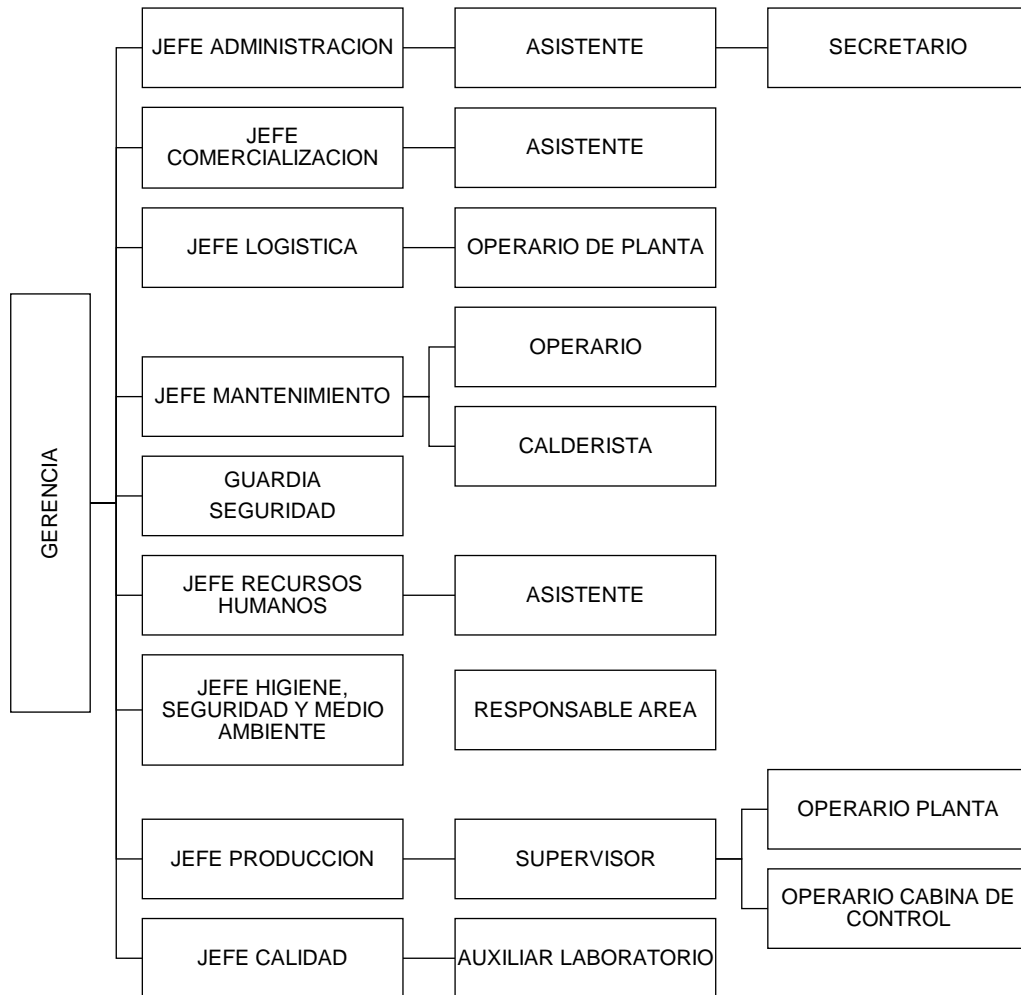 JEFE ADMINISTRACION
ASISTENTE
SECRETARIO
JEFE
COMERCIALIZACION
ASISTENTE
JEFE LOGISTICA
OPERARIO DE PLANTA
OPERARIO
JEFE MANTENIMIENTO
CALDERISTA
GERENCIA
GUARDIA
SEGURIDAD
JEFE RECURSOS
HUMANOS
ASISTENTE
JEFE HIGIENE,
SEGURIDAD Y MEDIO
AMBIENTE
RESPONSABLE AREA
OPERARIO PLANTA
JEFE PRODUCCION
SUPERVISOR
OPERARIO CABINA DE
CONTROL
JEFE CALIDAD
AUXILIAR LABORATORIO